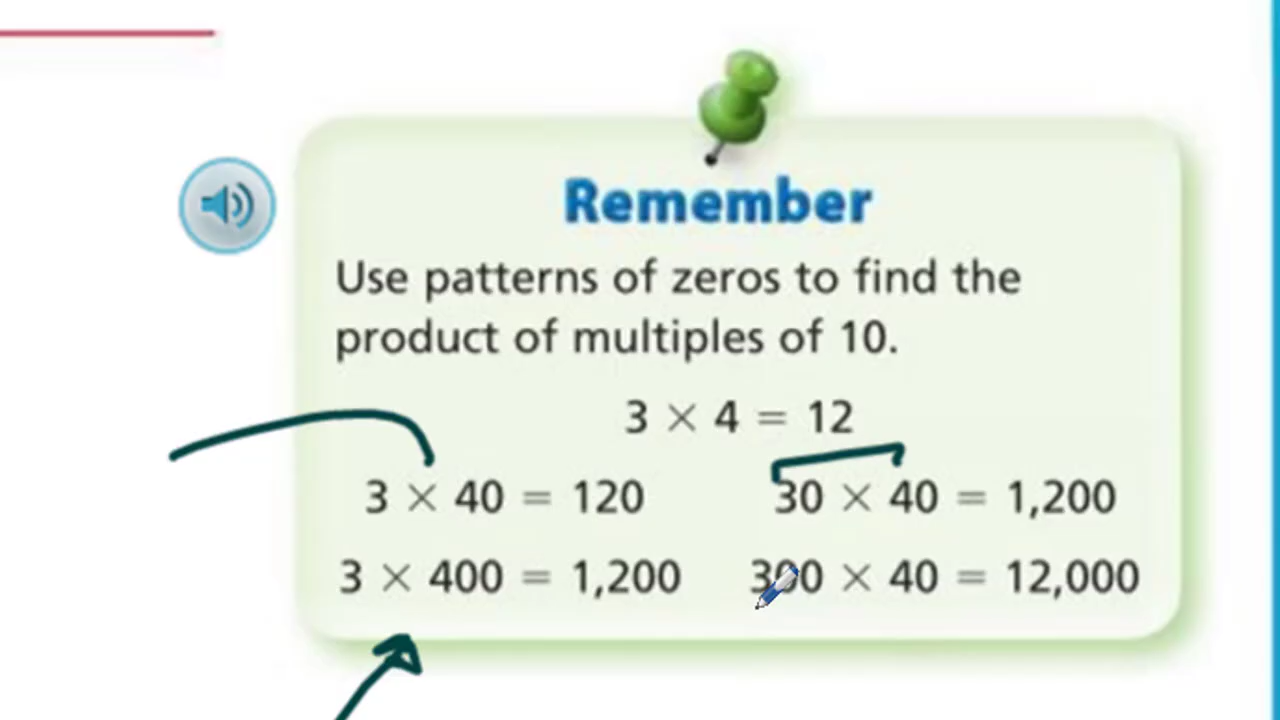 Remember
Use patterns of zeros to find the
product of multiples of 10.
3 × 4 = 12
3 × 40 = 120 30 × 40 = 1,200
3 × 400 = 1,200 300 × 40 = 12,000